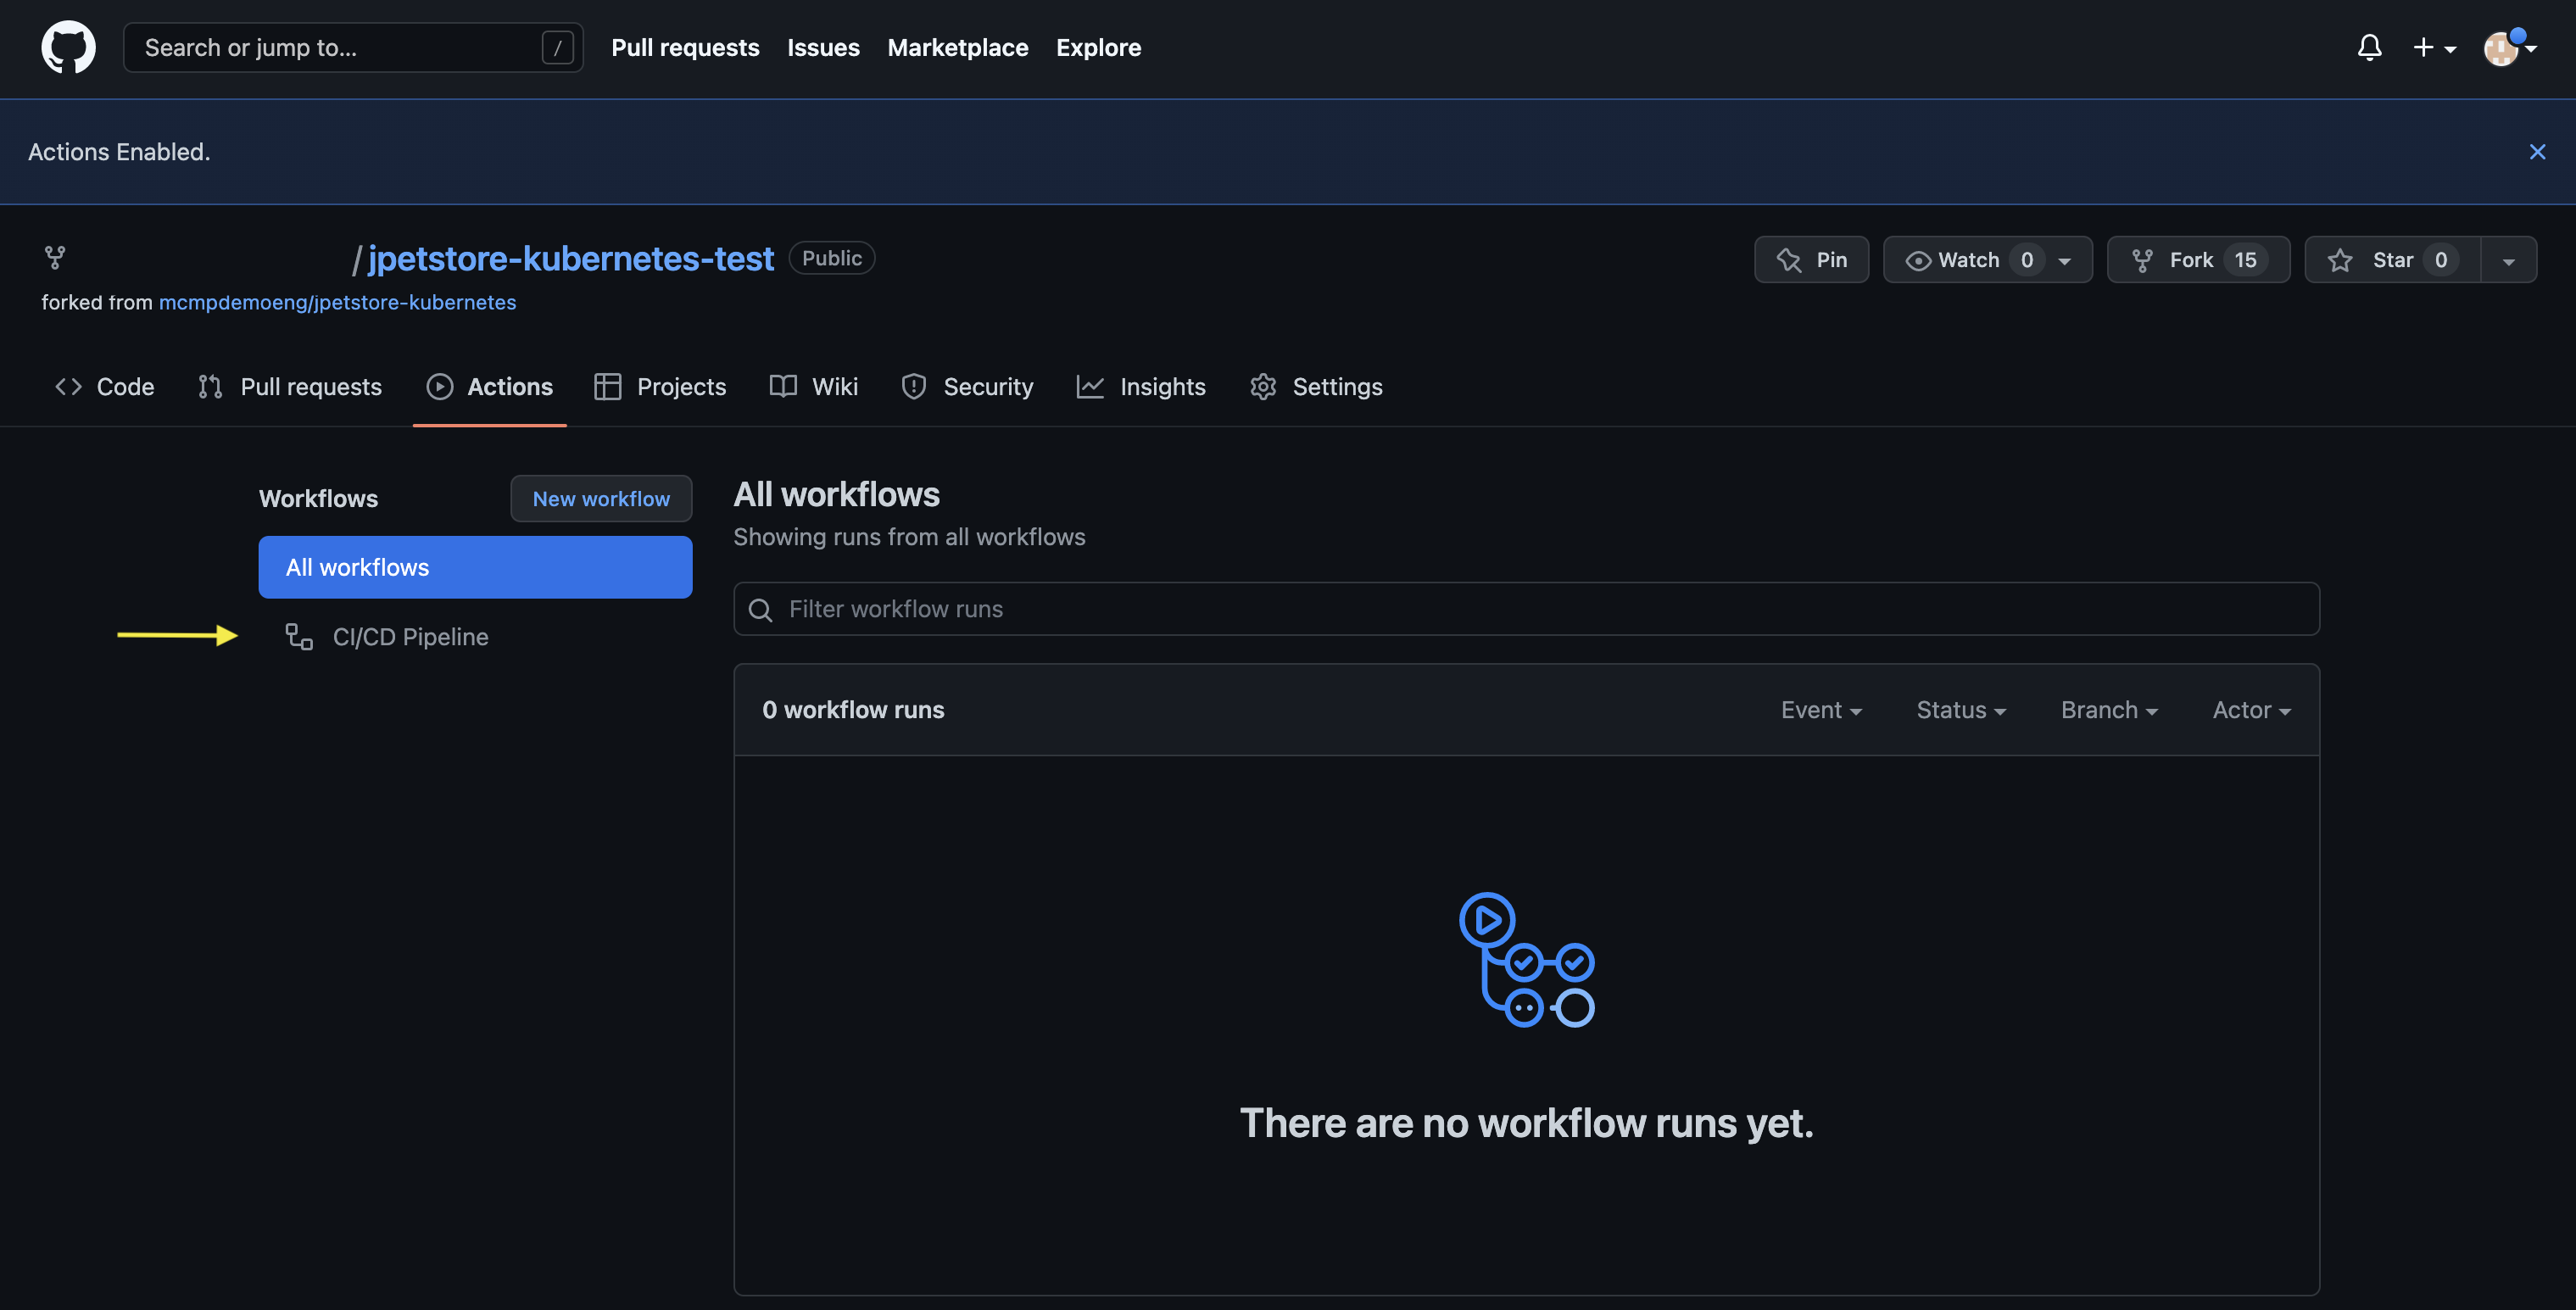 Search or jump to... /
Pull requests Issues Marketplace Explore
Actions Enabled.
/ jpetstore-kubernetes-test Public
Pin Watch 0 Fork 15 Star 0
forked from mcmpdemoeng/jpetstore-kubernetes
Code Pull requests Actions Projects Wiki Security Insights Settings
Workflows New workflow
All workflows
CI/CD Pipeline
All workflows
Showing runs from all workflows
Filter workflow runs
0 workflow runs Event Status Branch Actor
There are no workflow runs yet.